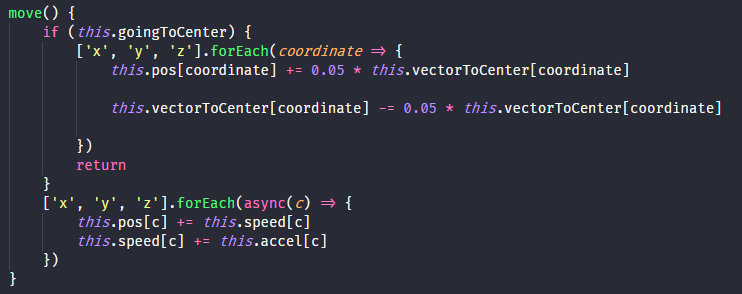 move() {
    if (this.goingToCenter) {
        ['x', 'y', 'z'].forEach(coordinate => {
            this.pos[coordinate] += 0.05 * this.vectorToCenter[coordinate]

            this.vectorToCenter[coordinate] -= 0.05 * this.vectorToCenter[coordinate]

        })
        return
    }
    ['x', 'y', 'z'].forEach(async(c) => {
        this.pos[c] += this.speed[c]
        this.speed[c] += this.accel[c]
    })
}